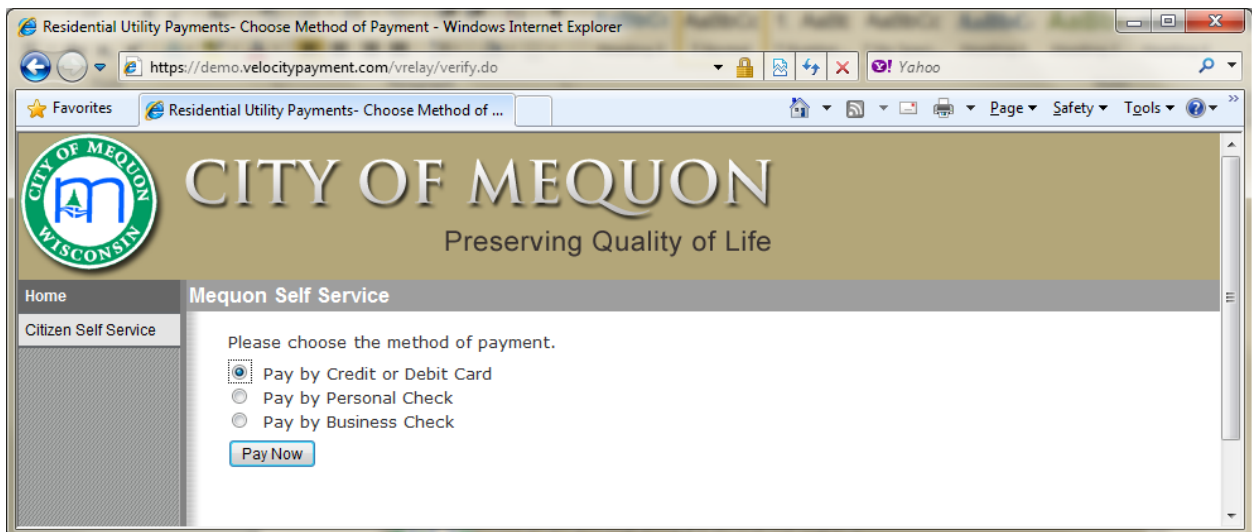 Residential Utility Payments- Choose Method of Payment - Windows Internet Explorer
https://demo.velocitypayment.com/vrelay/verify.do
Yahoo
Favorites
Residential Utility Payments- Choose Method of ...
Page
Safety
Tools
CITY OF MEQUON
WISCONSIN
CITY OF MEQUON
Preserving Quality of Life
Home
Mequon Self Service
Citizen Self Service
Please choose the method of payment.
Pay by Credit or Debit Card
Pay by Personal Check
Pay by Business Check
Pay Now